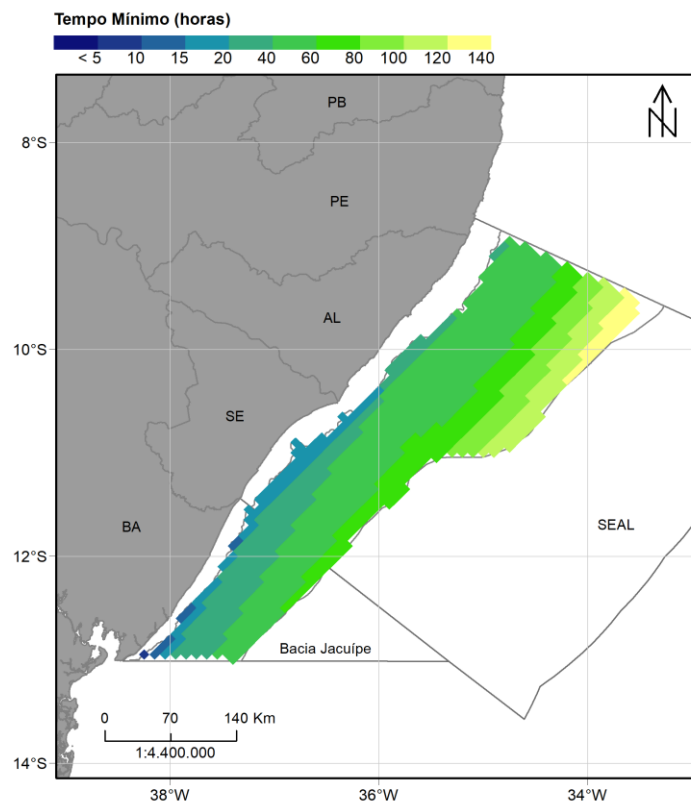 Tempo Mínimo (horas)
< 5 10 15 20 40 60 80 100 120 140
N
PB
8°S
PE
AL
10°S
SE
BA
SEAL
12°S
Bacia Jacuípe
0 70 140 Km
1:4.400.000
14°S
38°W 36°W 34°W